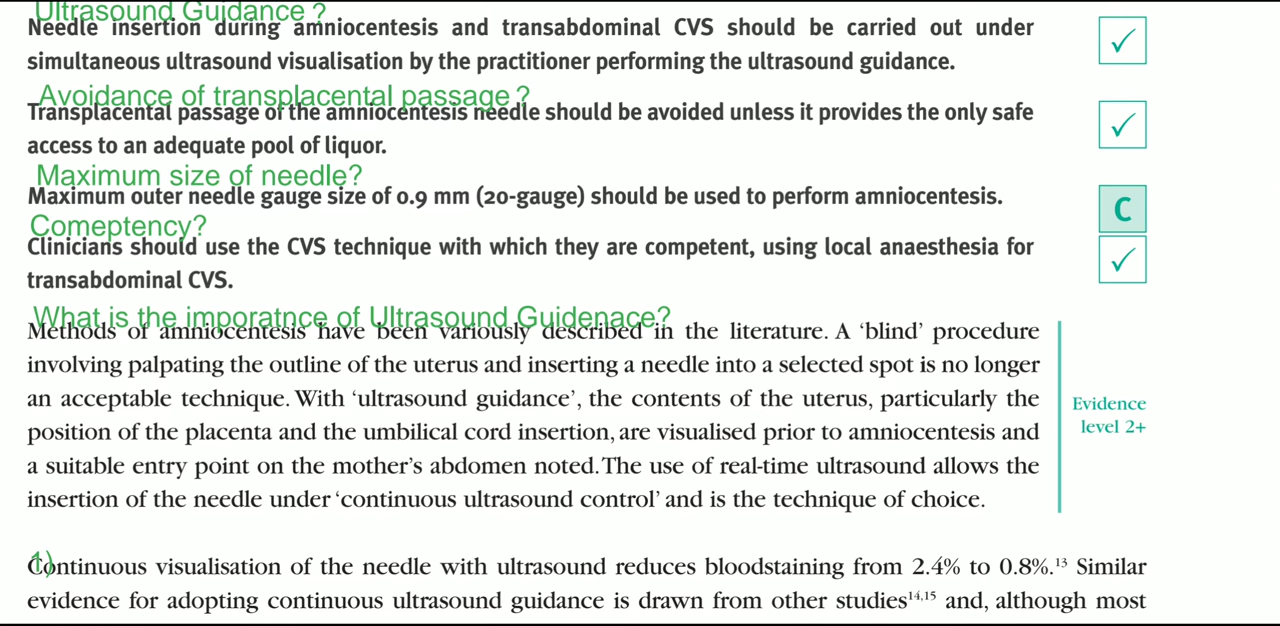 Ultrasound Guidance ?
Needle insertion during amniocentesis and transabdominal CVS should be carried out under
simultaneous ultrasound visualisation by the practitioner performing the ultrasound guidance.
✓
Avoidance of transplacental passage ?
Transplacental passage of the amniocentesis needle should be avoided unless it provides the only safe
access to an adequate pool of liquor.
✓
Maximum size of needle?
Maximum outer needle gauge size of 0.9 mm (20-gauge) should be used to perform amniocentesis.
C
Comeptency?
Clinicians should use the CVS technique with which they are competent, using local anaesthesia for
transabdominal CVS.
✓
What is the imporatnce of Ultrasound Guidenace?
Methods of amniocentesis have been variously described in the literature. A ‘blind’ procedure
involving palpating the outline of the uterus and inserting a needle into a selected spot is no longer
an acceptable technique. With ‘ultrasound guidance’, the contents of the uterus, particularly the
position of the placenta and the umbilical cord insertion, are visualised prior to amniocentesis and
a suitable entry point on the mother’s abdomen noted. The use of real-time ultrasound allows the
insertion of the needle under ‘continuous ultrasound control’ and is the technique of choice.
Evidence
level 2+
1)
Continuous visualisation of the needle with ultrasound reduces bloodstaining from 2.4% to 0.8%.¹³ Similar
evidence for adopting continuous ultrasound guidance is drawn from other studies¹⁴,¹⁵ and, although most